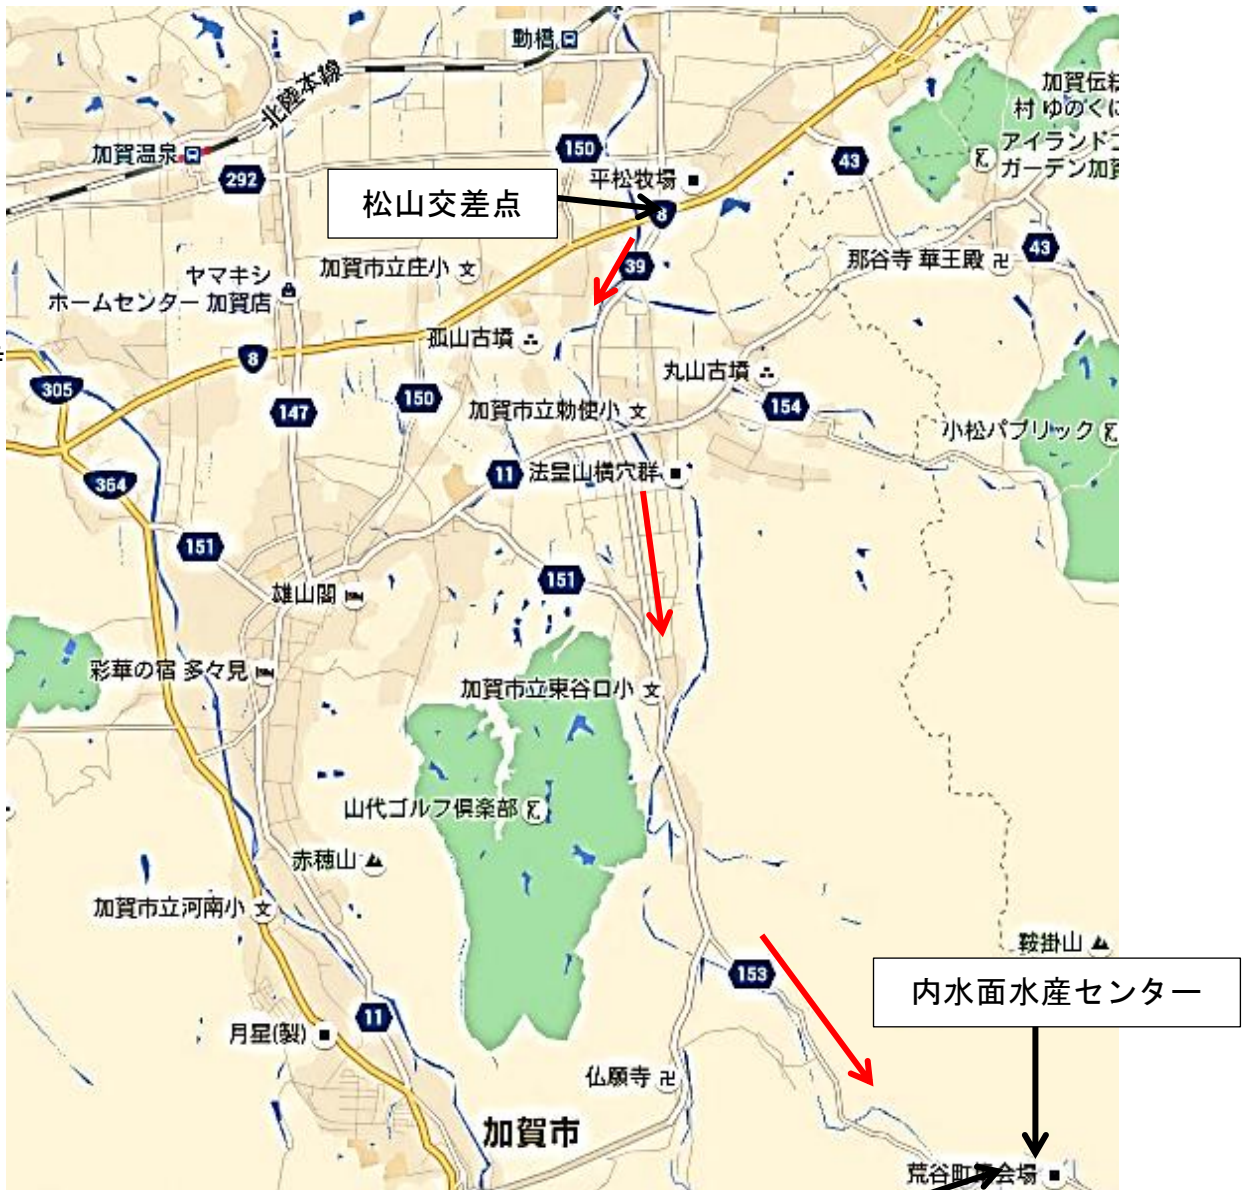 動橋
北陸本線
加賀伝統
村 ゆのくに
アイランド
ガーデン加賀
加賀温泉
150
43
292
平松牧場
松山交差点
8
43
那谷寺 華王殿
39
加賀市立庄小
ヤマキシ
ホームセンター 加賀店
孤山古墳
8
305
丸山古墳
150
147
加賀市立勅使小
154
小松パブリック
11
法皇山横穴群
364
151
151
雄山閣
彩華の宿 多々見
加賀市立東谷口小
山代ゴルフ倶楽部
赤穂山
加賀市立河南小
鞍掛山
153
内水面水産センター
11
月星(製)
仏願寺
加賀市
荒谷町集会場